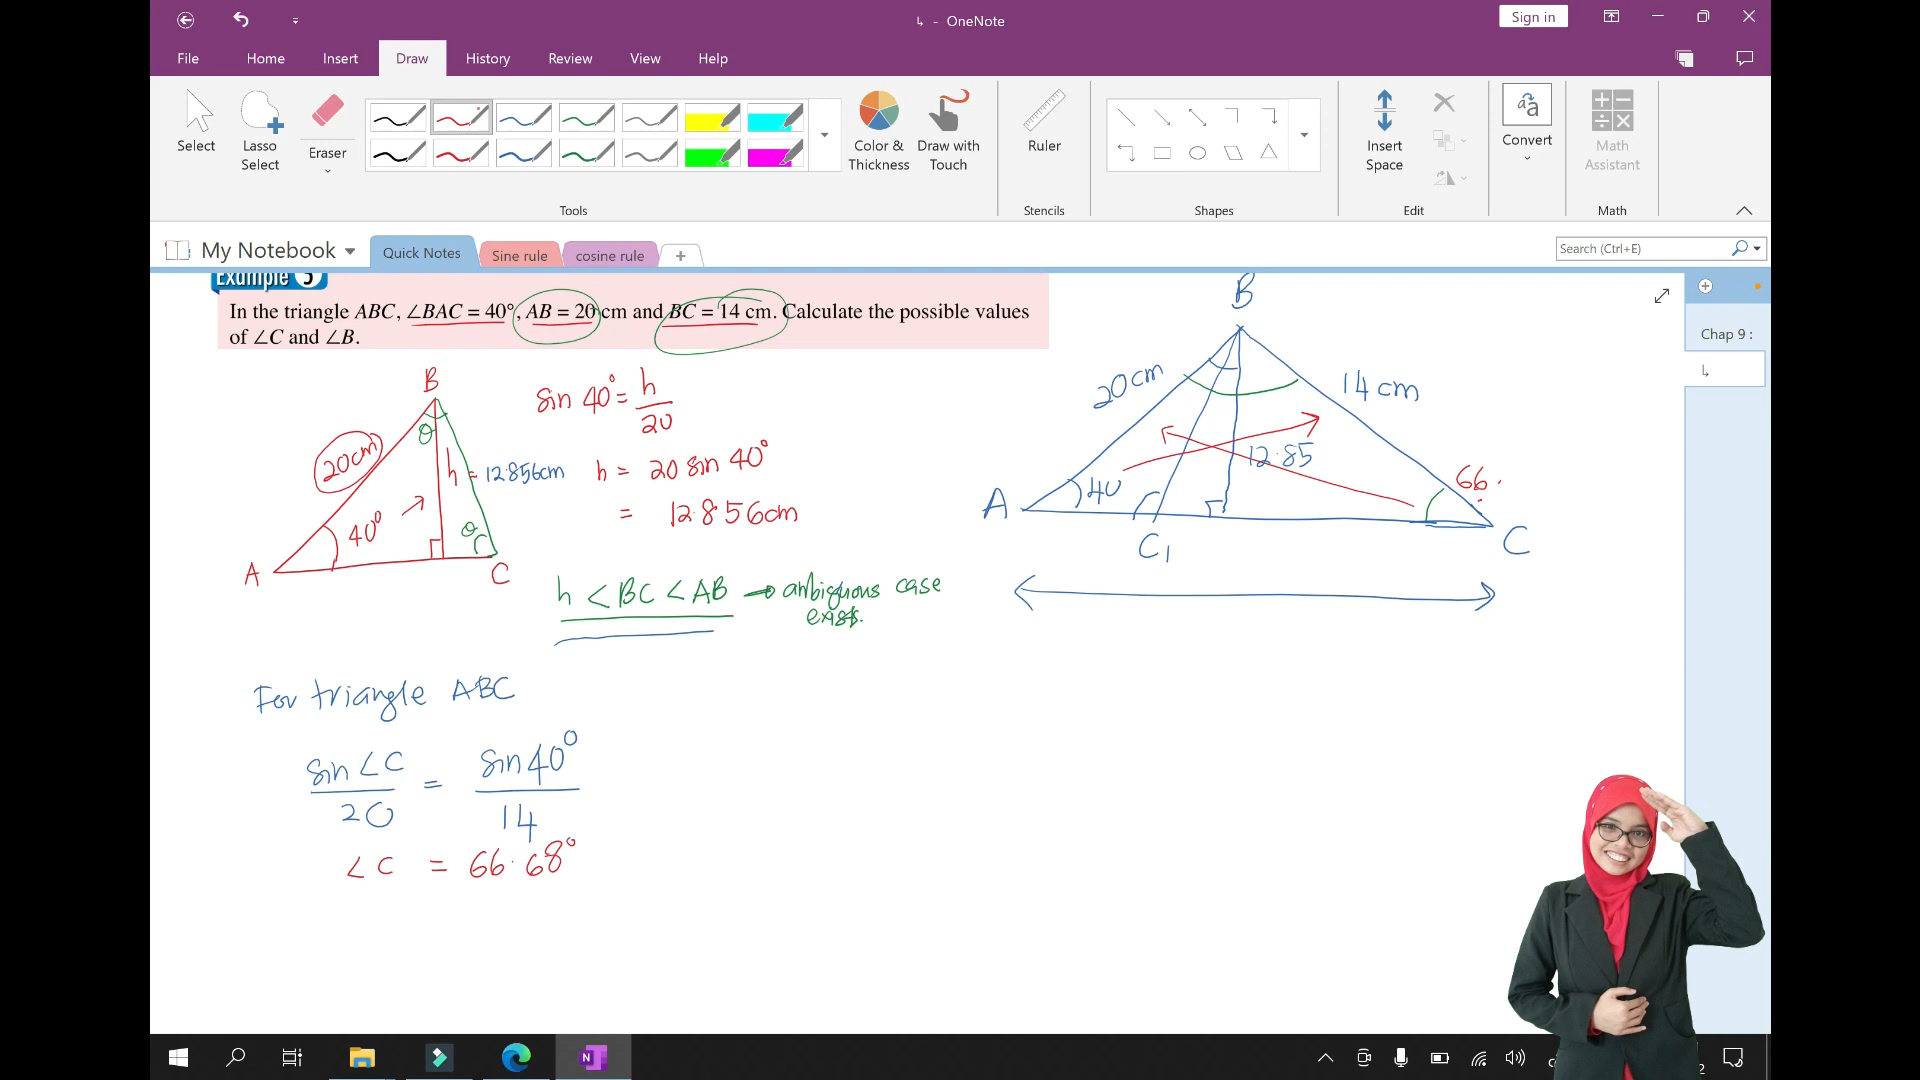 ↳ - OneNote
Sign in
File Home Insert Draw History Review View Help
Select
Lasso Select
Eraser
Color & Thickness
Draw with Touch
Ruler
Insert Space
Convert
Math Assistant
Tools
Stencils
Shapes
Edit
Math
My Notebook
Quick Notes
Sine rule
cosine rule
+
Search (Ctrl+E)
Chap 9 :
↳
Example 5
In the triangle ABC, ∠BAC = 40°, AB = 20 cm and BC = 14 cm. Calculate the possible values
of ∠C and ∠B.
B
θ
20cm
h = 12.856cm
40°
θ
A
C
sin 40° = h/20
h = 20 sin 40°
= 12.856cm
h < BC < AB → ambiguous case
exists.
B
20cm
14 cm
12.85
40
66.
A
C1
C
For triangle ABC
sin ∠C / 20 = sin 40° / 14
∠C = 66.68°